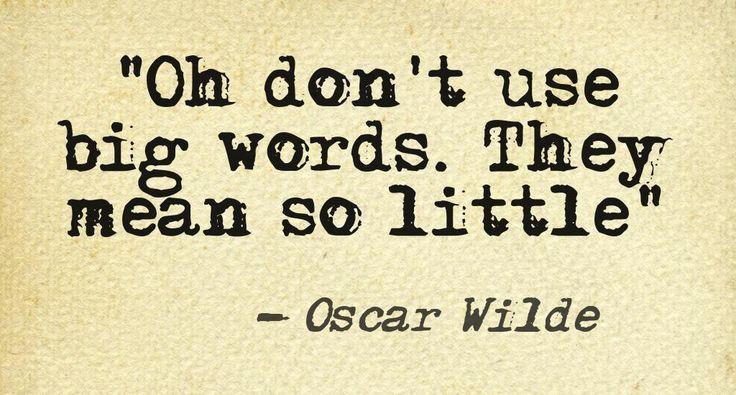 "Oh don't use
big words. They
mean so little"
– Oscar Wilde